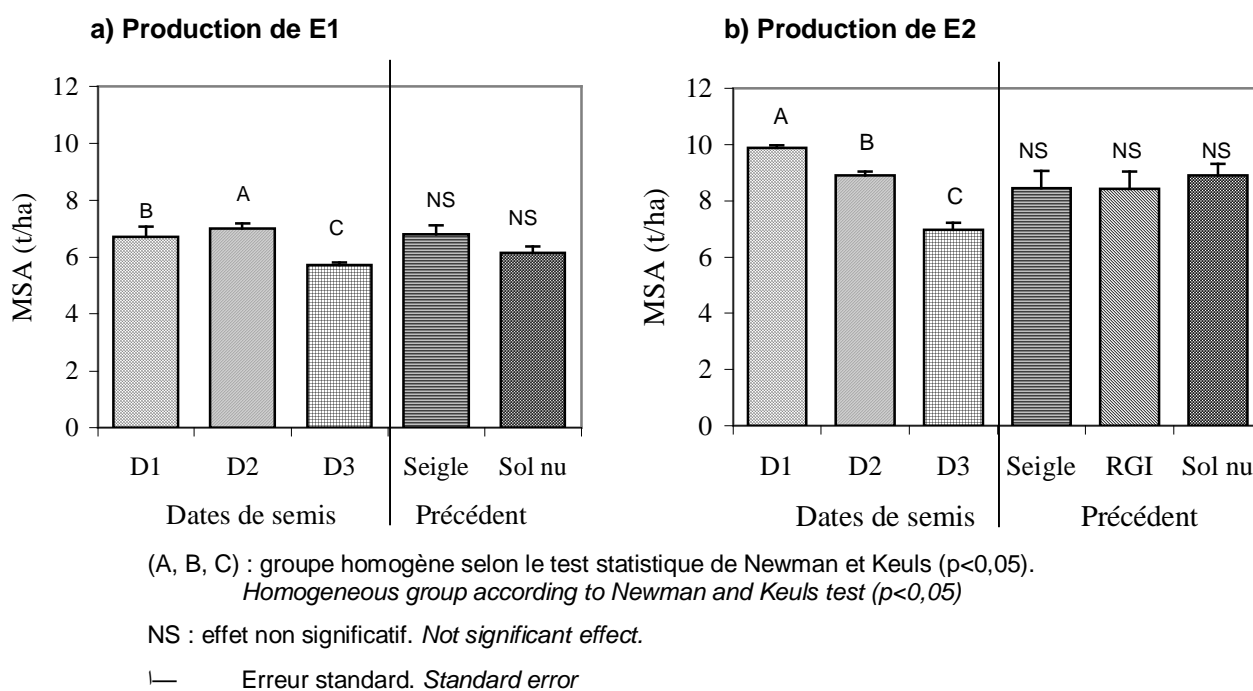 a) Production de E1
12
10
8
6
4
2
0
MSA (t/ha)
B
A
C
NS
NS
D1 D2 D3 Seigle Sol nu
Dates de semis Précédent
b) Production de E2
12
10
8
6
4
2
0
MSA (t/ha)
A
B
C
NS
NS
NS
D1 D2 D3 Seigle RGI Sol nu
Dates de semis Précédent
(A, B, C) : groupe homogène selon le test statistique de Newman et Keuls (p<0,05).
Homogeneous group according to Newman and Keuls test (p<0,05)
NS : effet non significatif. Not significant effect.
Erreur standard. Standard error